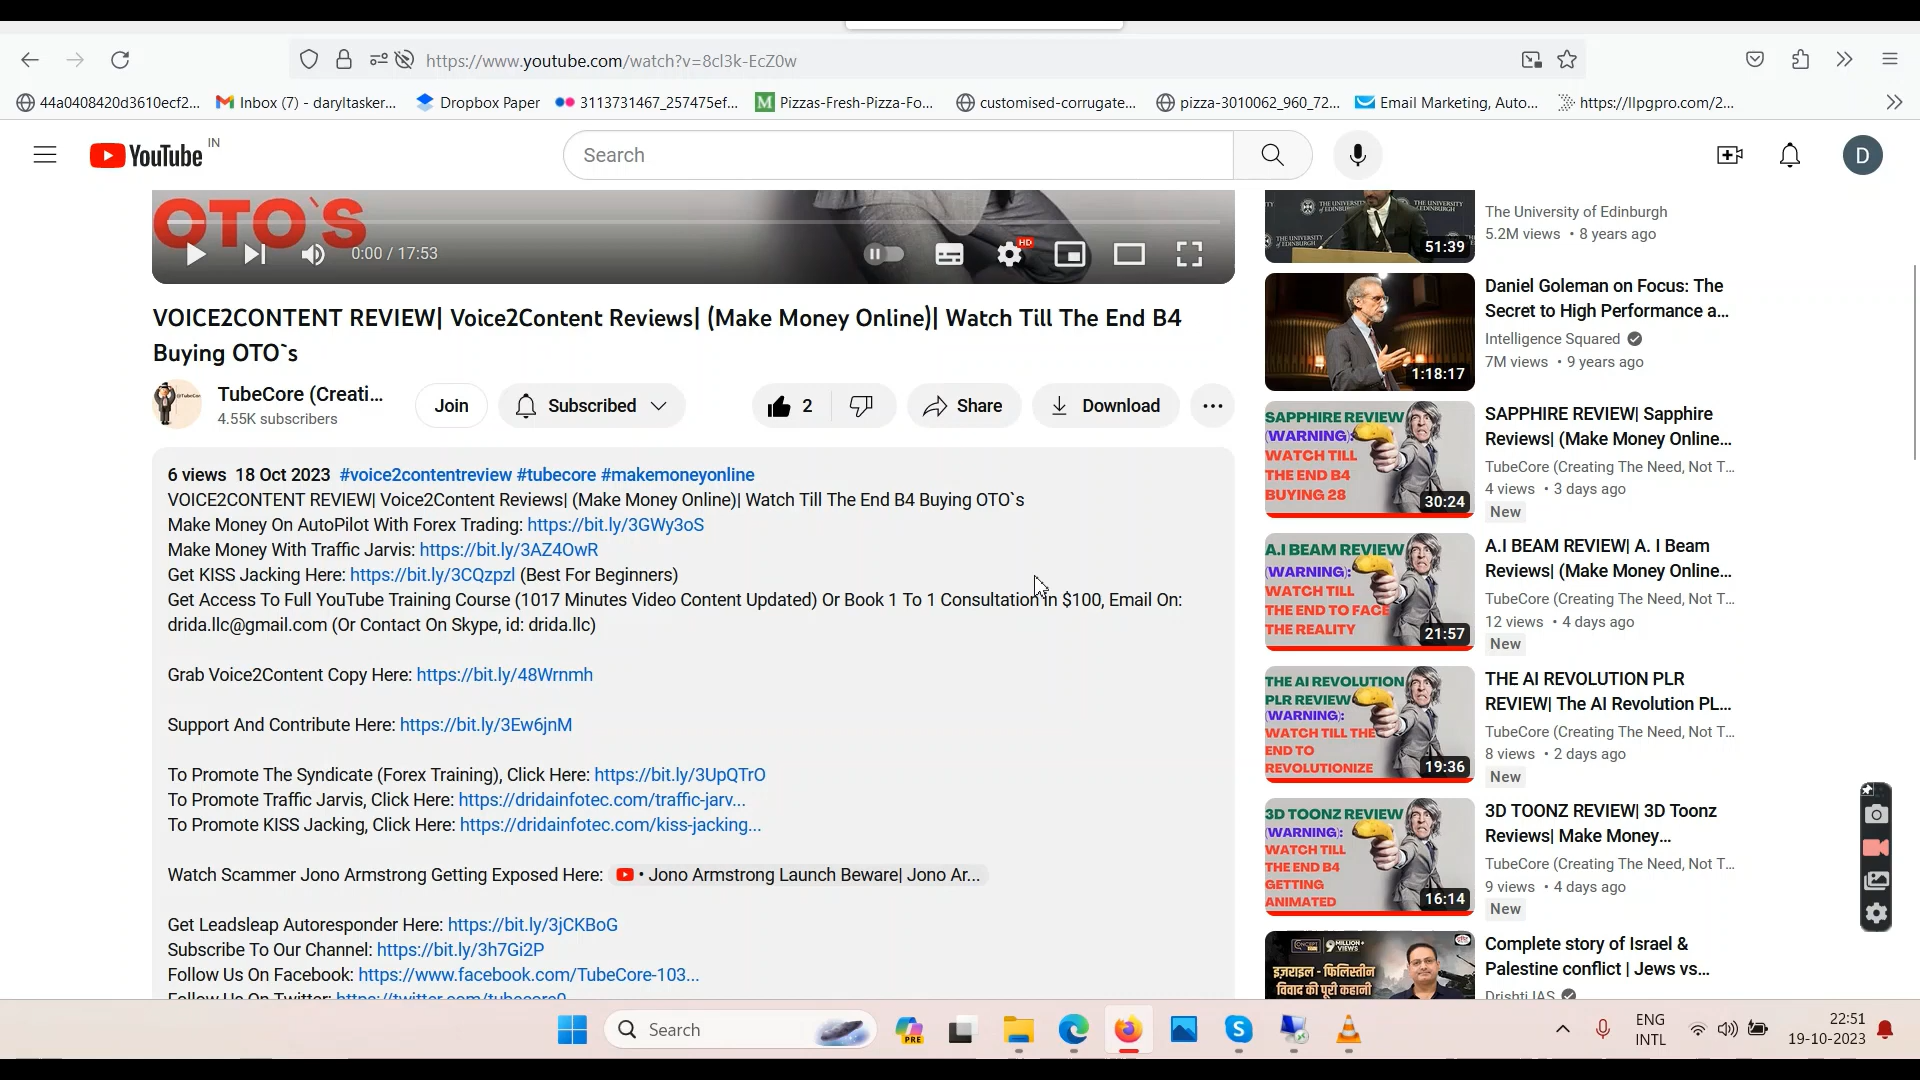 https://www.youtube.com/watch?v=8cl3k-EcZ0w
44a0408420d3610ecf2...
Inbox (7) - daryltasker...
Dropbox Paper
3113731467_257475ef...
Pizzas-Fresh-Pizza-Fo...
customised-corrugate...
pizza-3010062_960_72...
Email Marketing, Auto...
https://llpgpro.com/2...
YouTube IN
Search
D
OTO`S
0:00 / 17:53
HD
VOICE2CONTENT REVIEW| Voice2Content Reviews| (Make Money Online)| Watch Till The End B4
Buying OTO`s
TubeCore (Creati...
4.55K subscribers
Join
Subscribed
2
Share
Download
6 views 18 Oct 2023 #voice2contentreview #tubecore #makemoneyonline
VOICE2CONTENT REVIEW| Voice2Content Reviews| (Make Money Online)| Watch Till The End B4 Buying OTO`s
Make Money On AutoPilot With Forex Trading: https://bit.ly/3GWy3oS
Make Money With Traffic Jarvis: https://bit.ly/3AZ4OwR
Get KISS Jacking Here: https://bit.ly/3CQzpzl (Best For Beginners)
Get Access To Full YouTube Training Course (1017 Minutes Video Content Updated) Or Book 1 To 1 Consultation In $100, Email On:
drida.llc@gmail.com (Or Contact On Skype, id: drida.llc)
Grab Voice2Content Copy Here: https://bit.ly/48Wrnmh
Support And Contribute Here: https://bit.ly/3Ew6jnM
To Promote The Syndicate (Forex Training), Click Here: https://bit.ly/3UpQTrO
To Promote Traffic Jarvis, Click Here: https://dridainfotec.com/traffic-jarv...
To Promote KISS Jacking, Click Here: https://dridainfotec.com/kiss-jacking...
Watch Scammer Jono Armstrong Getting Exposed Here: • Jono Armstrong Launch Beware| Jono Ar...
Get Leadsleap Autoresponder Here: https://bit.ly/3jCKBoG
Subscribe To Our Channel: https://bit.ly/3h7Gi2P
Follow Us On Facebook: https://www.facebook.com/TubeCore-103...
Follow Us On Twitter: https://twitter.com/tubecore0
THE UNIVERSITY
of EDINBURGH
51:39
The University of Edinburgh
5.2M views • 8 years ago
1:18:17
Daniel Goleman on Focus: The
Secret to High Performance a...
Intelligence Squared
7M views • 9 years ago
SAPPHIRE REVIEW
(WARNING):
WATCH TILL
THE END B4
BUYING 28
30:24
SAPPHIRE REVIEW| Sapphire
Reviews| (Make Money Online...
TubeCore (Creating The Need, Not T...
4 views • 3 days ago
New
A.I BEAM REVIEW
(WARNING):
WATCH TILL
THE END TO FACE
THE REALITY
21:57
A.I BEAM REVIEW| A. I Beam
Reviews| (Make Money Online...
TubeCore (Creating The Need, Not T...
12 views • 4 days ago
New
THE AI REVOLUTION
PLR REVIEW
(WARNING):
WATCH TILL THE
END TO
REVOLUTIONIZE
19:36
THE AI REVOLUTION PLR
REVIEW| The AI Revolution PL...
TubeCore (Creating The Need, Not T...
8 views • 2 days ago
New
3D TOONZ REVIEW
(WARNING):
WATCH TILL
THE END B4
GETTING
ANIMATED
16:14
3D TOONZ REVIEW| 3D Toonz
Reviews| Make Money...
TubeCore (Creating The Need, Not T...
9 views • 4 days ago
New
9 MILLION+
VIEWS
इज़राइल - फिलिस्तीन
विवाद की पूरी कहानी
Complete story of Israel &
Palestine conflict | Jews vs...
Drishti IAS
Search
PRE
ENG
INTL
22:51
19-10-2023